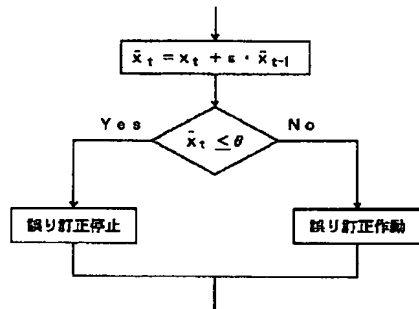 x̄ₜ = xₜ + ε · x̄ₜ₋₁
Yes
No
x̄ₜ ≤ θ
誤り訂正停止
誤り訂正作動